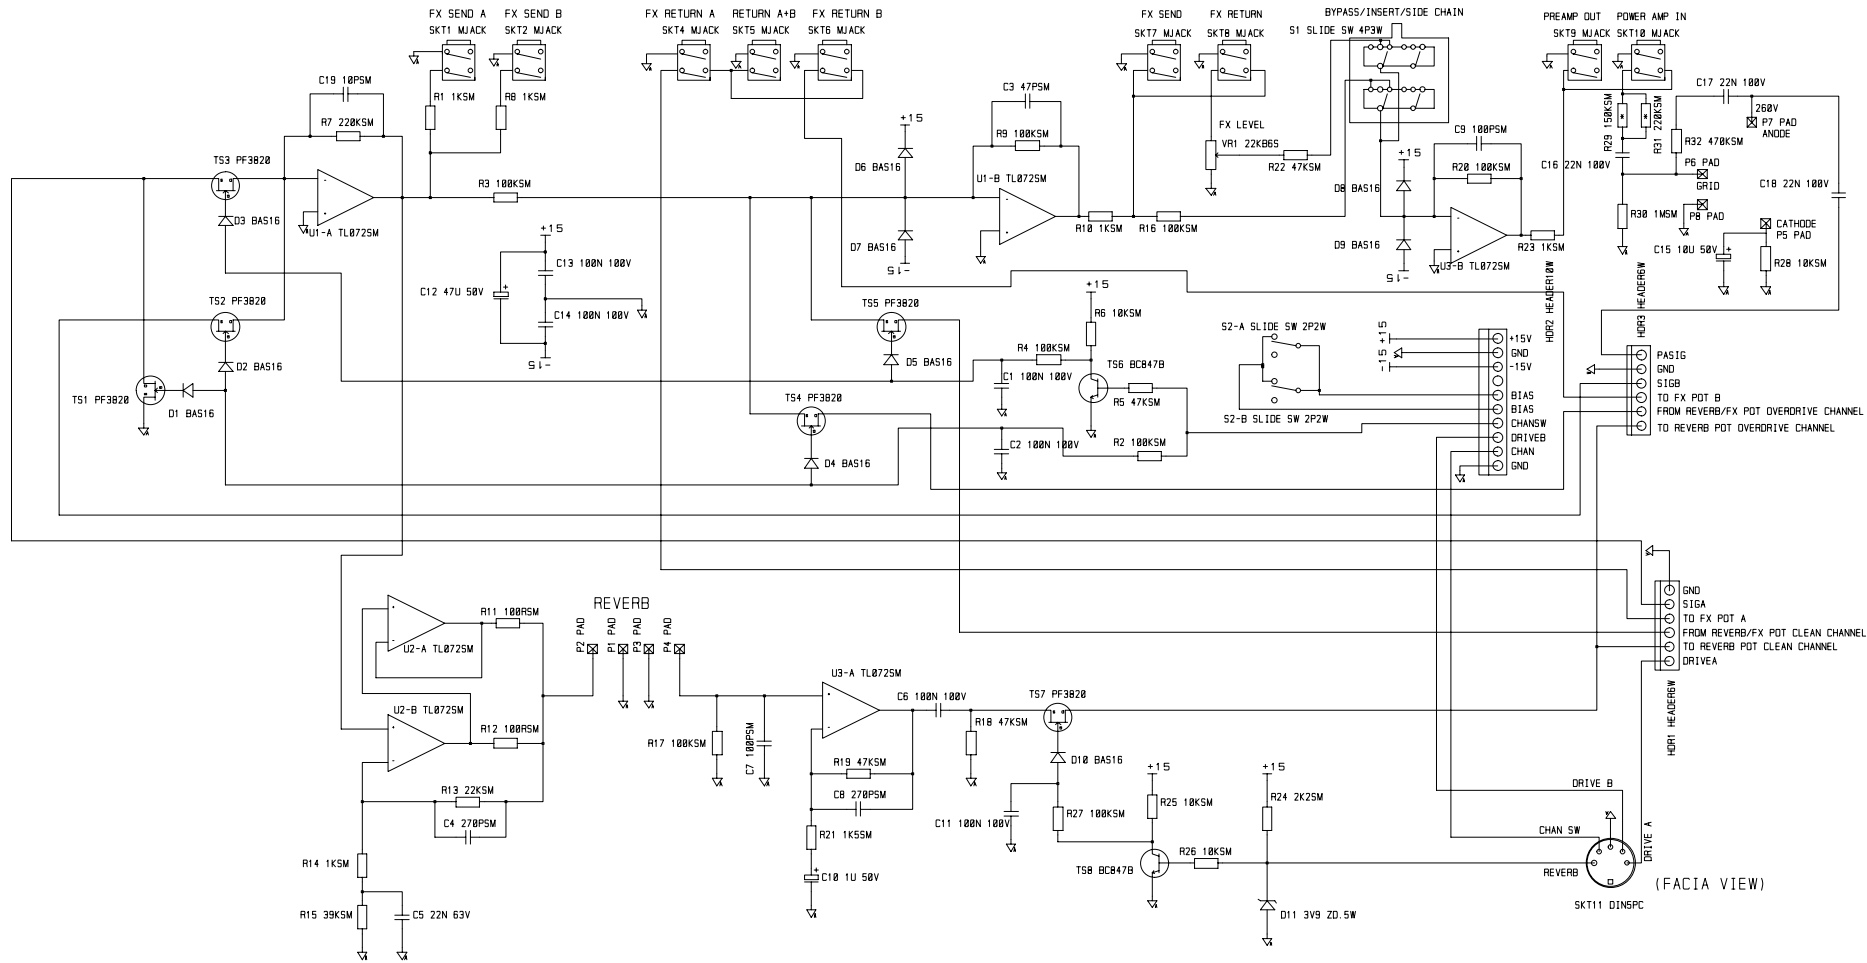 FX SEND A
SKT1 MJACK
FX SEND B
SKT2 MJACK
FX RETURN A
SKT4 MJACK
RETURN A+B
SKT5 MJACK
FX RETURN B
SKT6 MJACK
FX SEND
SKT7 MJACK
FX RETURN
SKT8 MJACK
BYPASS/INSERT/SIDE CHAIN
S1 SLIDE SW 4P3W
PREAMP OUT
SKT9 MJACK
POWER AMP IN
SKT10 MJACK
C19 10PSM
R7 220KSM
R1 1KSM
R8 1KSM
C3 47PSM
R9 100KSM
FX LEVEL
VR1 22KB6S
R22 47KSM
C9 100PSM
R20 100KSM
C17 22N 100V
R29 150KSM
*
*
220KSM
R31
R32 470KSM
260V
P7 PAD
ANODE
C16 22N 100V
P6 PAD
GRID
C18 22N 100V
TS3 PF3820
D3 BAS16
U1-A TL072SM
R3 100KSM
+15
D6 BAS16
D7 BAS16
-15
U1-B TL072SM
R10 1KSM
R16 100KSM
+15
D8 BAS16
D9 BAS16
-15
U3-B TL072SM
R23 1KSM
R30 1MSM
P8 PAD
CATHODE
P5 PAD
C15 10U 50V
+
R28 10KSM
+15
C13 100N 100V
C12 47U 50V
+
C14 100N 100V
-15
TS2 PF3820
D2 BAS16
TS1 PF3820
D1 BAS16
TS5 PF3820
D5 BAS16
TS4 PF3820
D4 BAS16
+15
R6 10KSM
R4 100KSM
C1 100N 100V
TS6 BC847B
R5 47KSM
C2 100N 100V
R2 100KSM
S2-A SLIDE SW 2P2W
S2-B SLIDE SW 2P2W
HDR2 HEADER10W
+15
-15
+15V
GND
-15V
BIAS
BIAS
CHANSW
DRIVEB
CHAN
GND
HDR3 HEADER6W
PASIG
GND
SIGB
TO FX POT B
FROM REVERB/FX POT OVERDRIVE CHANNEL
TO REVERB POT OVERDRIVE CHANNEL
GND
SIGA
TO FX POT A
FROM REVERB/FX POT CLEAN CHANNEL
TO REVERB POT CLEAN CHANNEL
DRIVEA
HDR1 HEADER6W
REVERB
P2 PAD
P1 PAD
P3 PAD
P4 PAD
R11 100RSM
U2-A TL072SM
U2-B TL072SM
R12 100RSM
R13 22KSM
C4 270PSM
R14 1KSM
R15 39KSM
C5 22N 63V
R17 100KSM
C7 100PSM
U3-A TL072SM
C6 100N 100V
R18 47KSM
R19 47KSM
C8 270PSM
R21 1K5SM
+
C10 1U 50V
TS7 PF3820
D10 BAS16
C11 100N 100V
R27 100KSM
+15
R25 10KSM
TS8 BC847B
R26 10KSM
+15
R24 2K2SM
D11 3V9 ZD.5W
DRIVE B
CHAN SW
DRIVE A
REVERB
(FACIA VIEW)
SKT11 DIN5PC